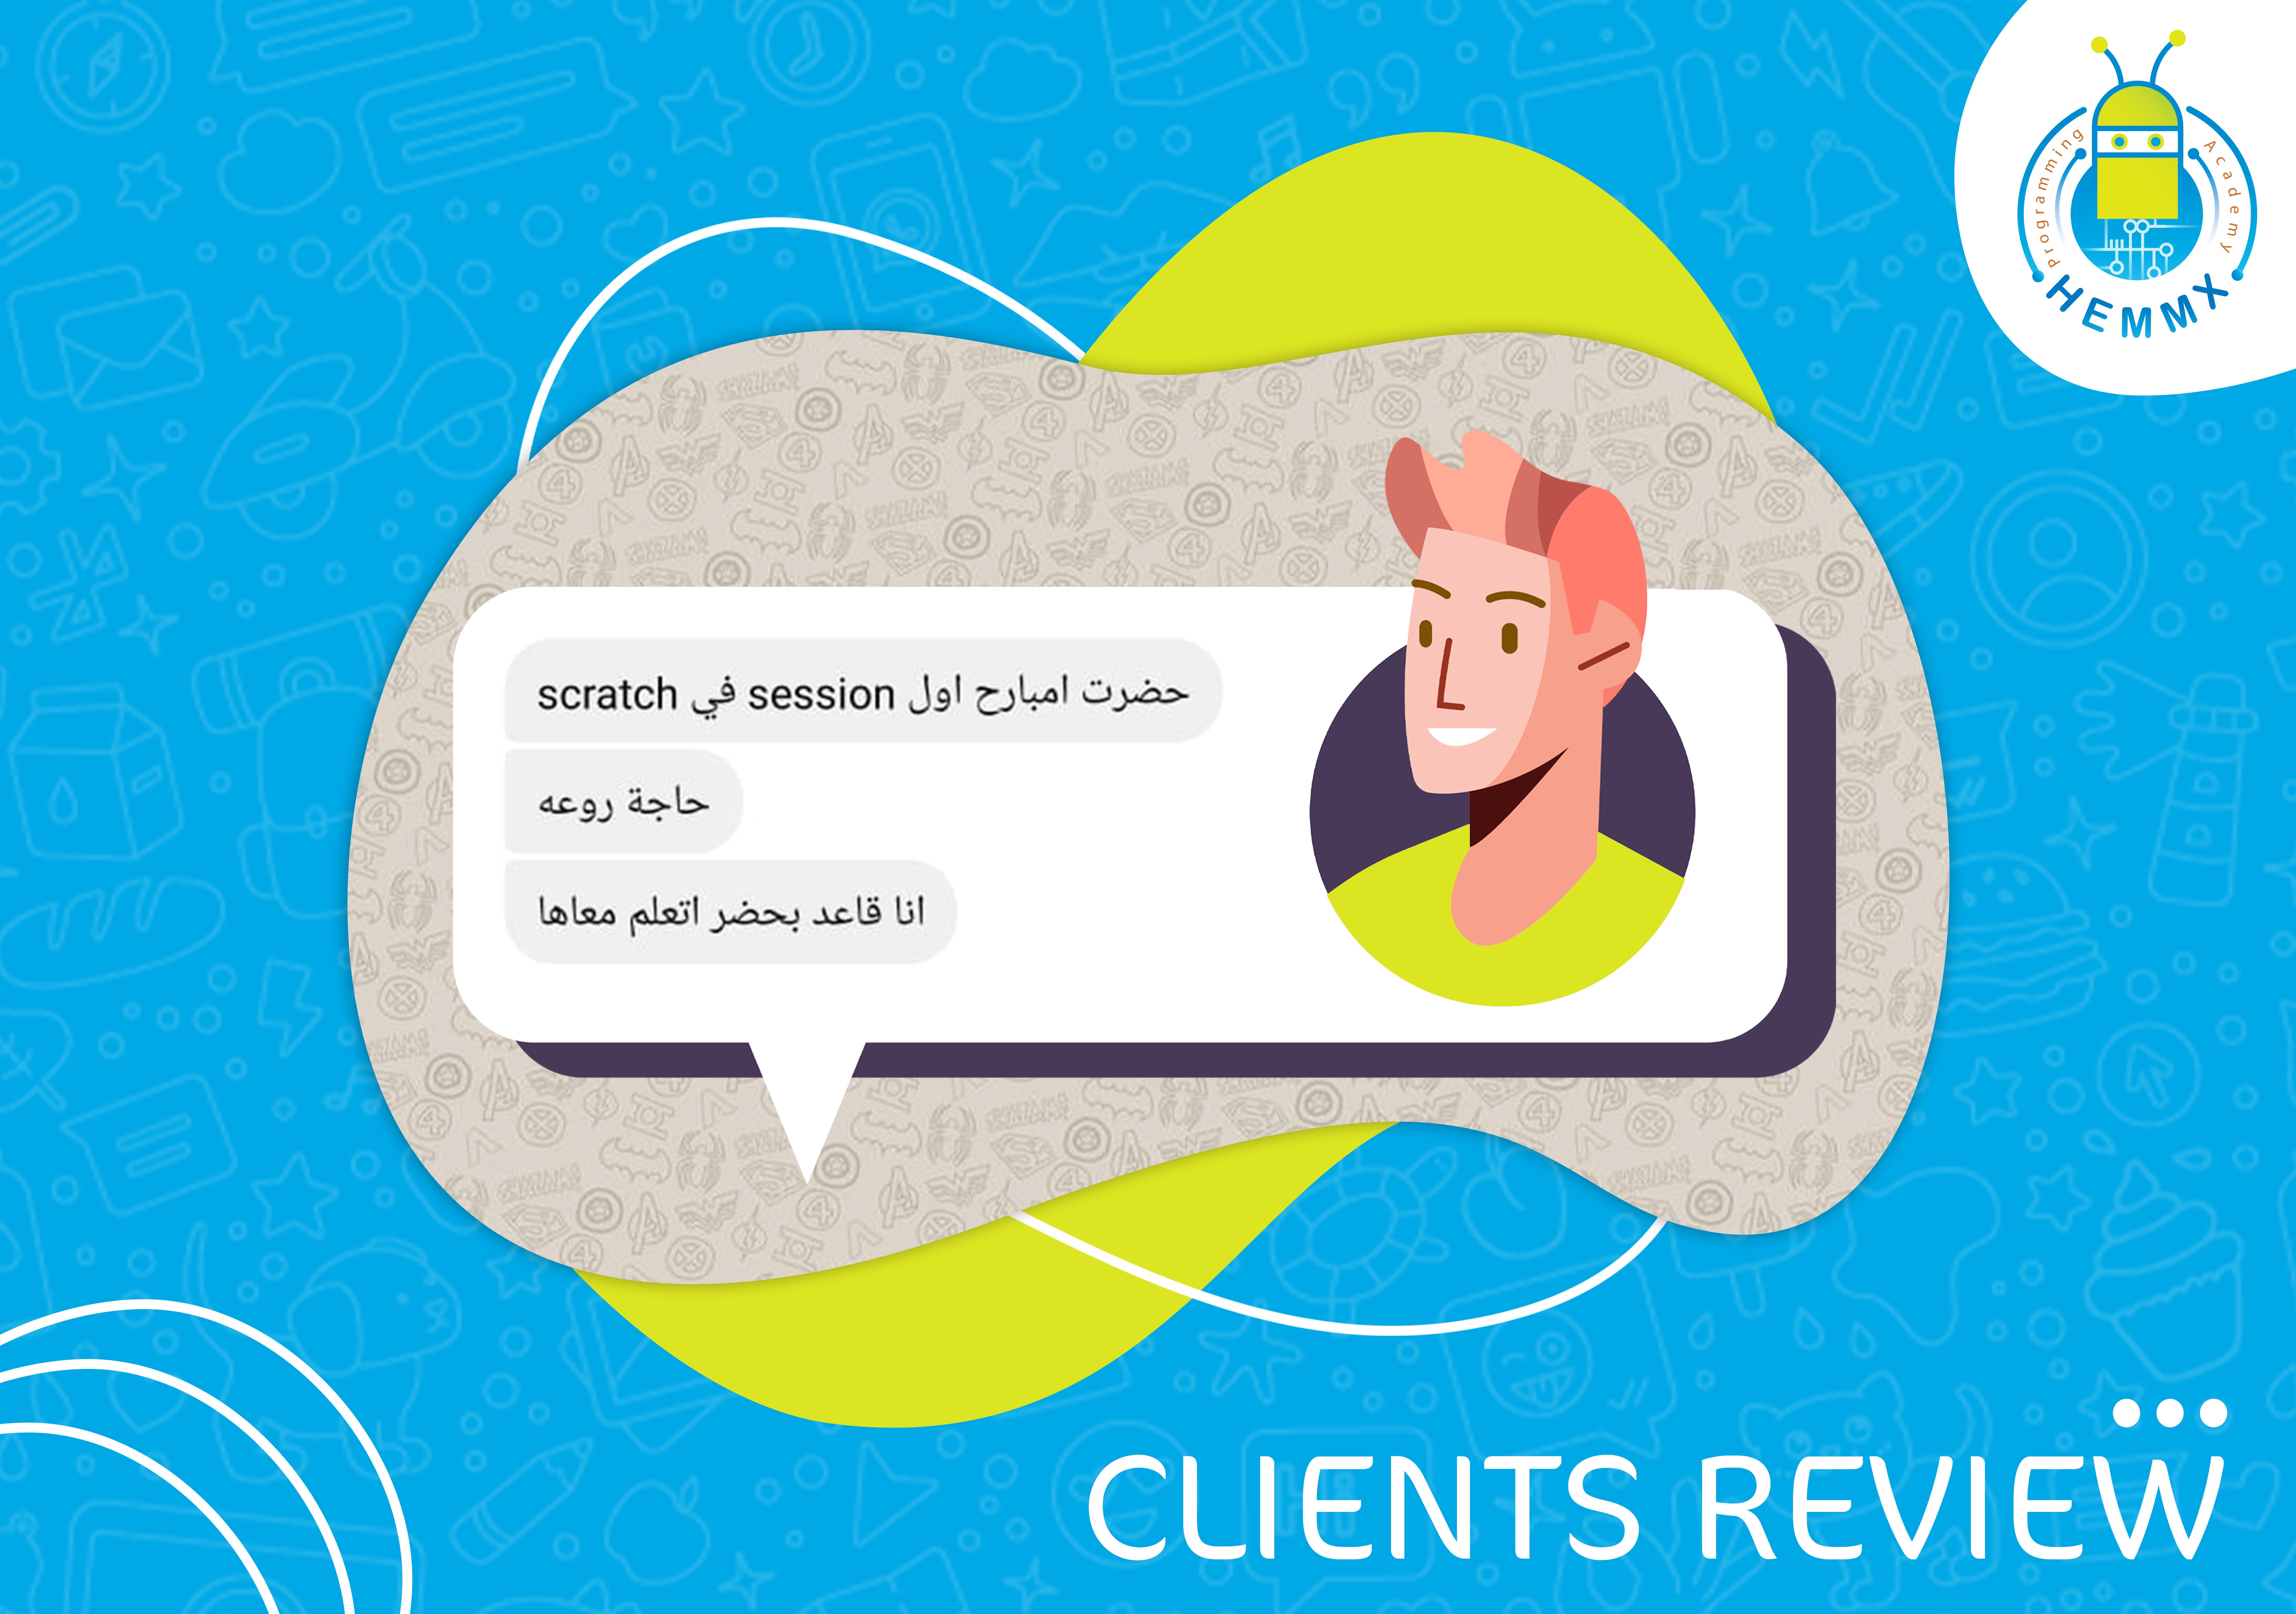 Programming Academy
HEMMX
حضرت امبارح اول session في scratch
حاجة روعه
انا قاعد بحضر اتعلم معاها
CLIENTS REVIEW